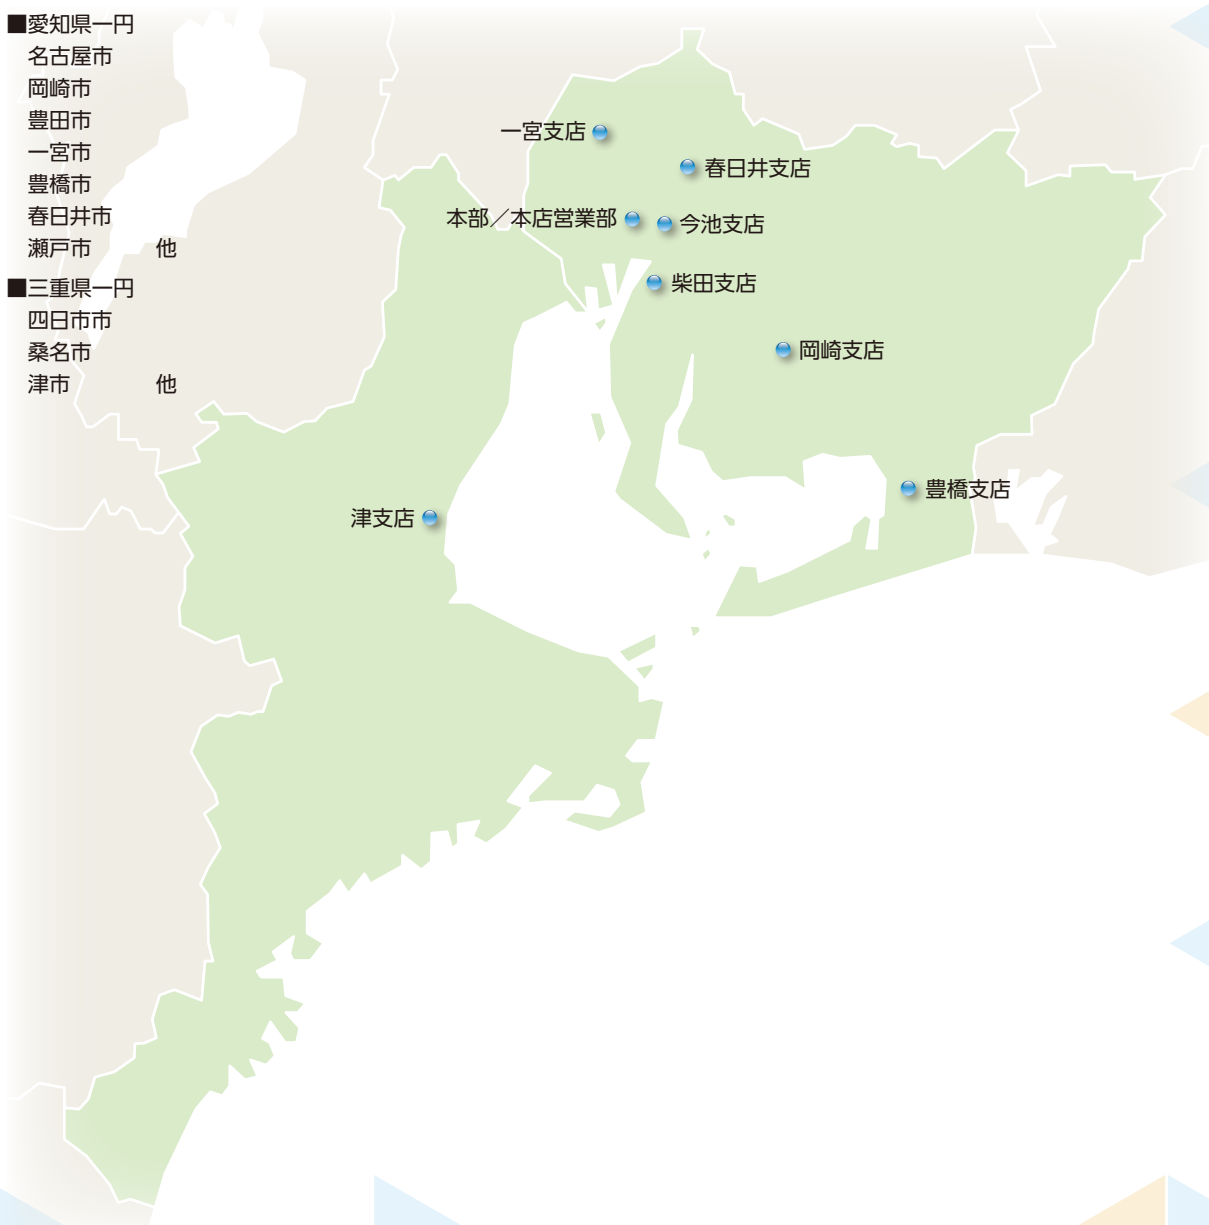 ■愛知県一円
名古屋市
岡崎市
豊田市
一宮市
豊橋市
春日井市
瀬戸市 他
■三重県一円
四日市市
桑名市
津市 他
一宮支店
春日井支店
本部／本店営業部
今池支店
柴田支店
岡崎支店
豊橋支店
津支店